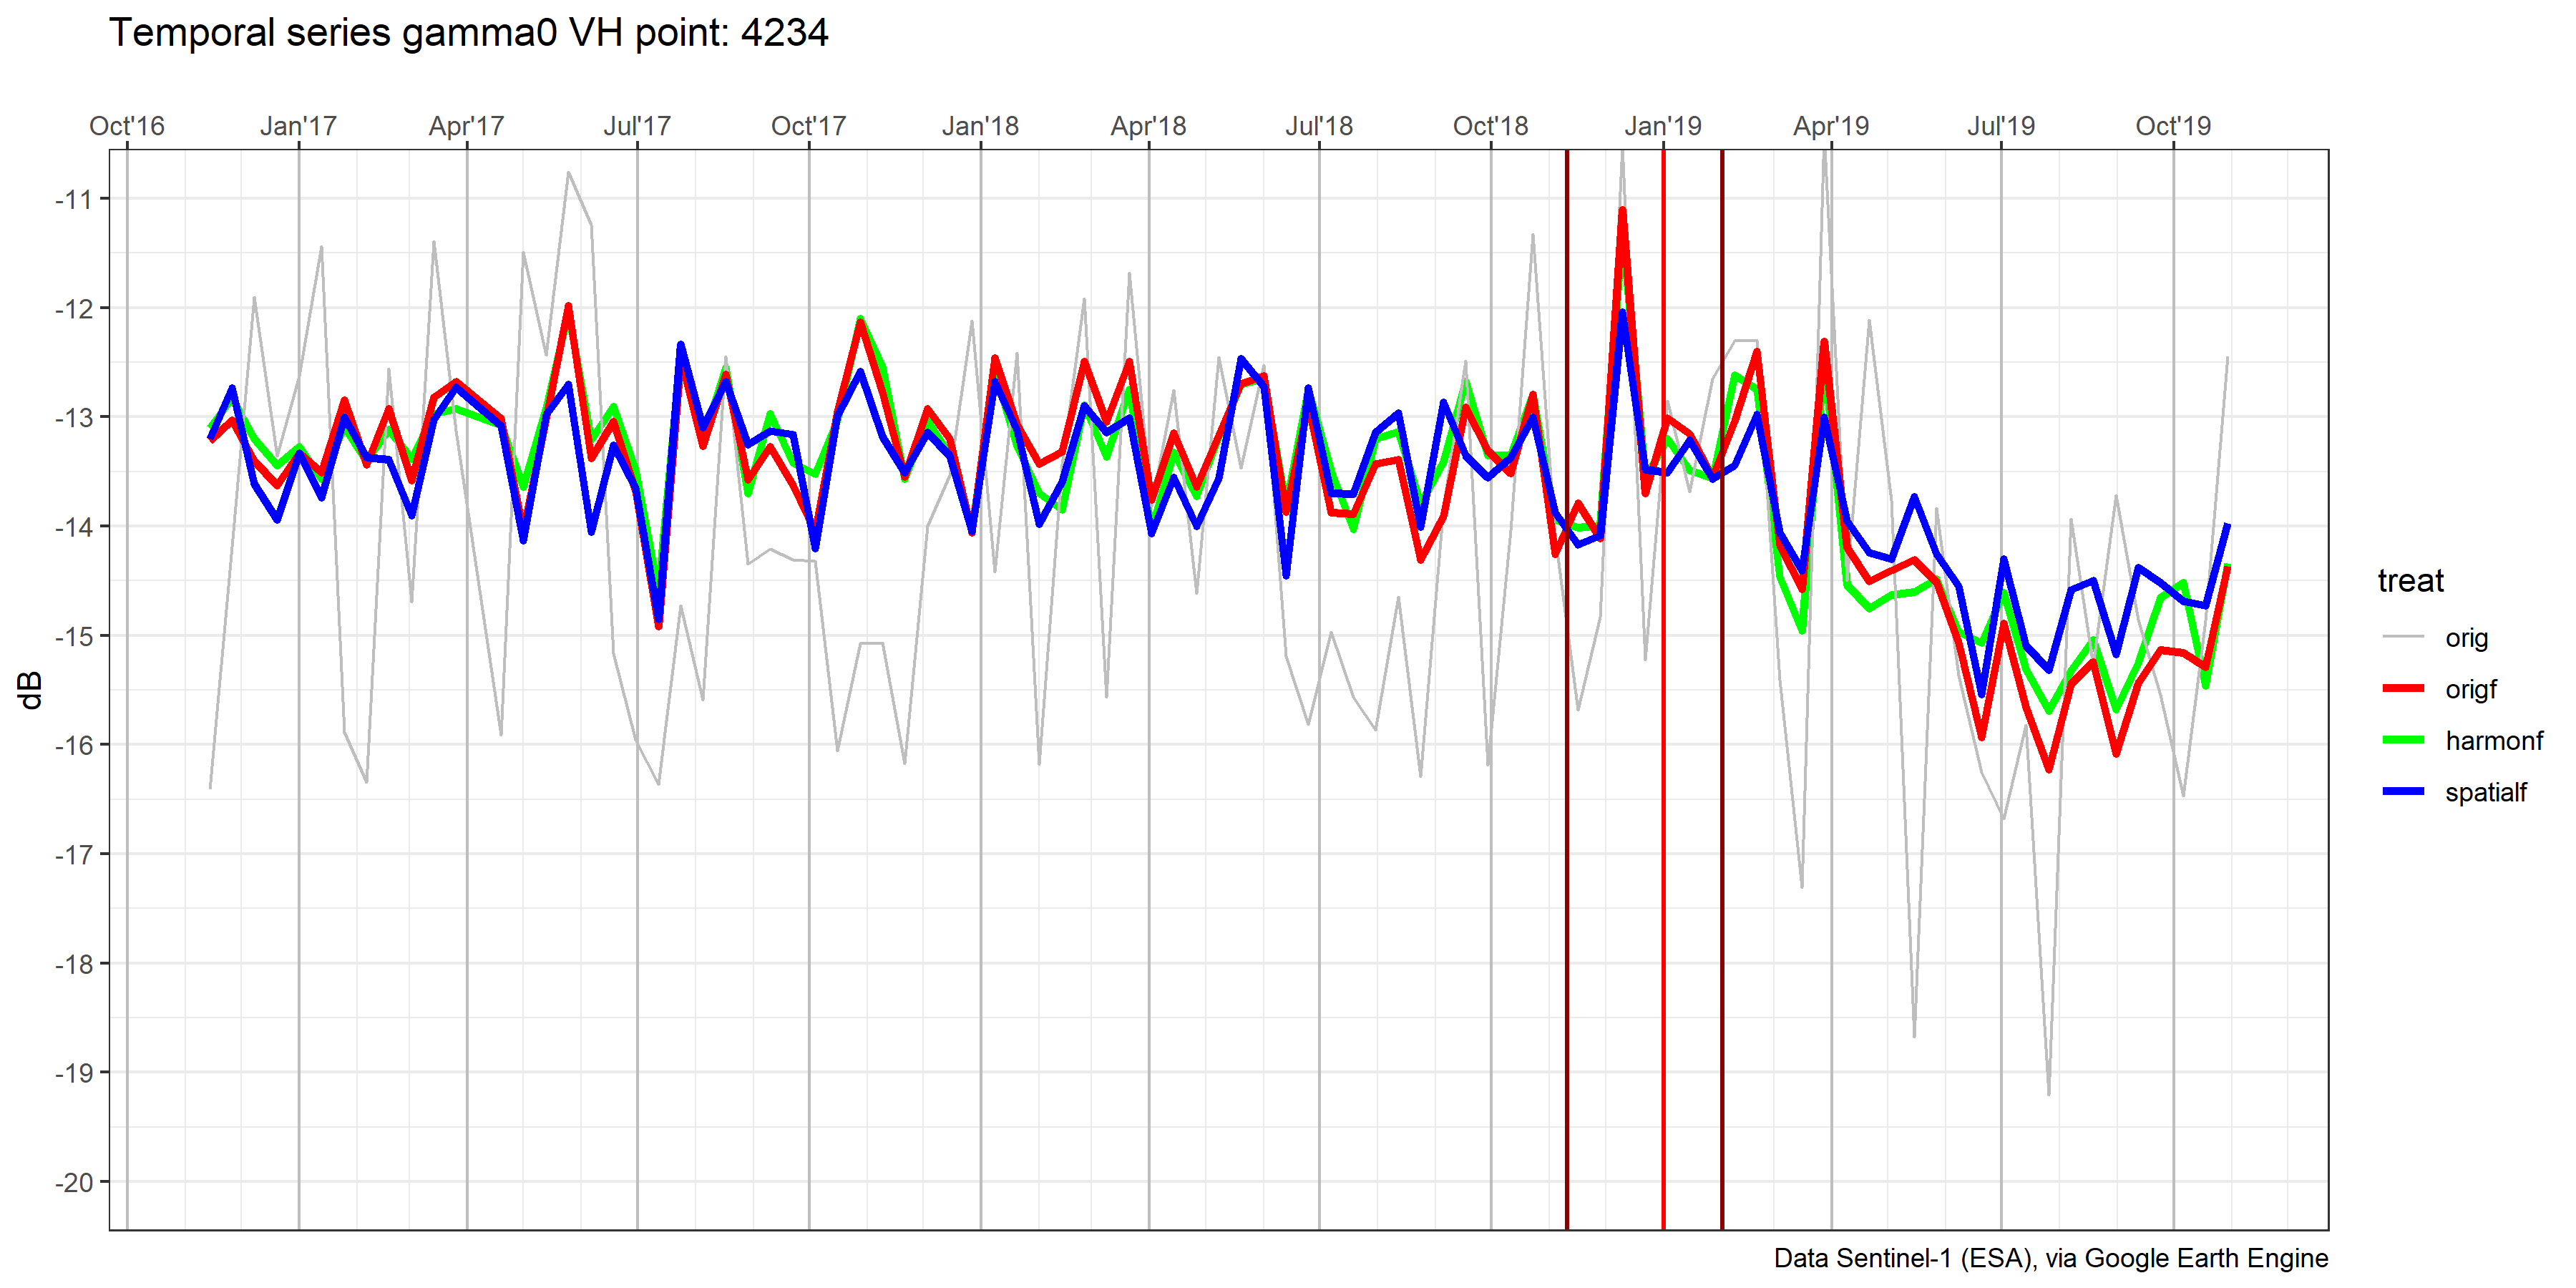 Temporal series gamma0 VH point: 4234
Oct'16 Jan'17 Apr'17 Jul'17 Oct'17 Jan'18 Apr'18 Jul'18 Oct'18 Jan'19 Apr'19 Jul'19 Oct'19
-11
-12
-13
-14
-15
-16
-17
-18
-19
-20
dB
treat
orig
origf
harmonf
spatialf
Data Sentinel-1 (ESA), via Google Earth Engine